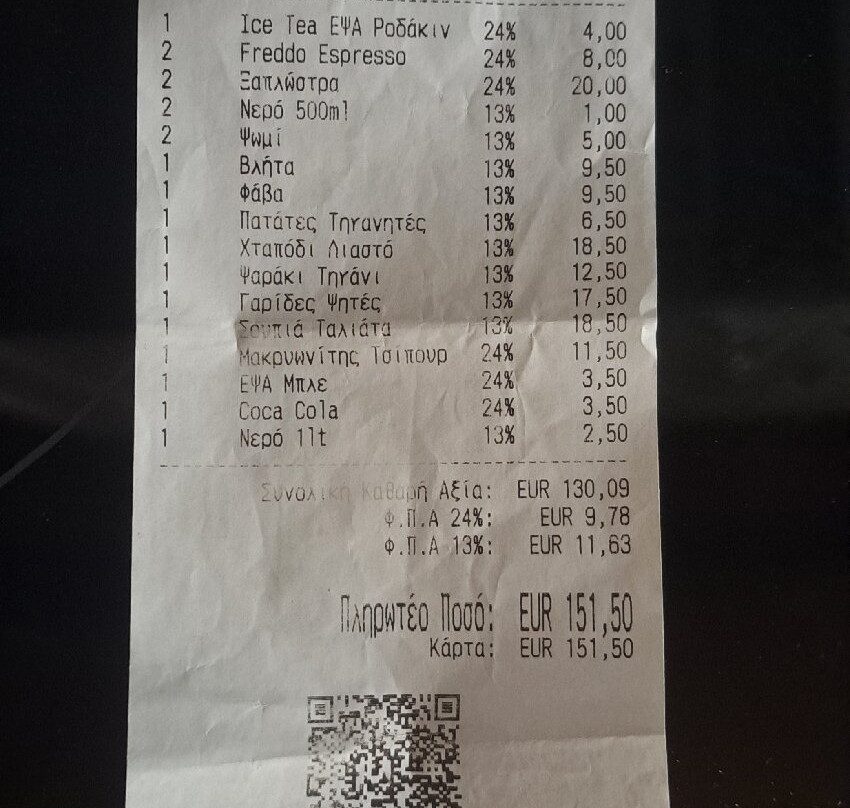 1 Ice Tea ΕΨΑ Ροδάκιν 24% 4,00
2 Freddo Espresso 24% 8,00
2 Ξαπλώστρα 24% 20,00
2 Νερό 500ml 13% 1,00
2 Ψωμί 13% 5,00
1 Βλήτα 13% 9,50
1 Φάβα 13% 9,50
1 Πατάτες Τηγανητές 13% 6,50
1 Χταπόδι Λιαστό 13% 18,50
1 Ψαράκι Τηγάνι 13% 12,50
1 Γαρίδες Ψητές 13% 17,50
1 Σουπιά Ταλιάτα 13% 18,50
1 Μακρυωνίτης Τσίπουρ 24% 11,50
1 ΕΨΑ Μπλε 24% 3,50
1 Coca Cola 24% 3,50
1 Νερό 1lt 13% 2,50
Συνολική Καθαρή Αξία: EUR 130,09
Φ.Π.Α 24%: EUR 9,78
Φ.Π.Α 13%: EUR 11,63
Πληρωτέο Ποσό: EUR 151,50
Κάρτα: EUR 151,50